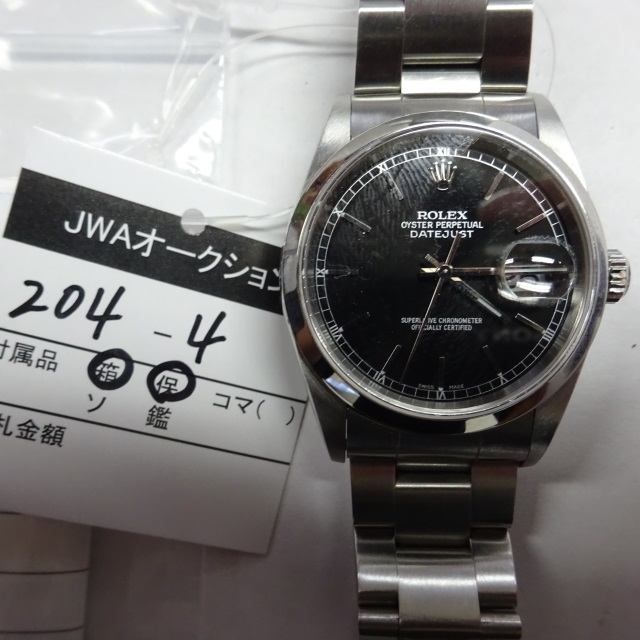 JWAオークション
204-4
付属品 箱 保 コマ( )
ソ 鑑
札金額
XII
ROLEX
OYSTER PERPETUAL
DATEJUST
SUPERLATIVE CHRONOMETER
OFFICIALLY CERTIFIED
SWISS MADE